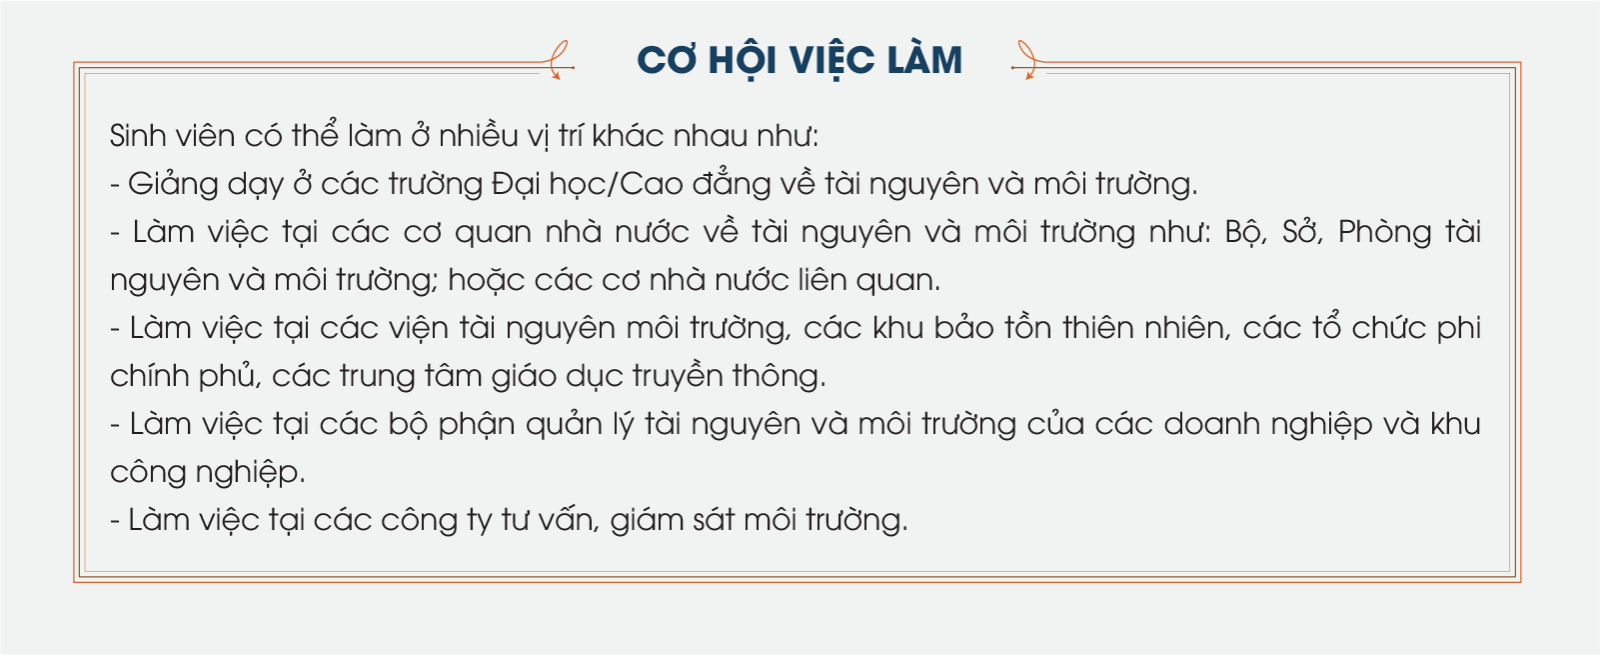 CƠ HỘI VIỆC LÀM
Sinh viên có thể làm ở nhiều vị trí khác nhau như:
- Giảng dạy ở các trường Đại học/Cao đẳng về tài nguyên và môi trường.
- Làm việc tại các cơ quan nhà nước về tài nguyên và môi trường như: Bộ, Sở, Phòng tài
nguyên và môi trường; hoặc các cơ nhà nước liên quan.
- Làm việc tại các viện tài nguyên môi trường, các khu bảo tồn thiên nhiên, các tổ chức phi
chính phủ, các trung tâm giáo dục truyền thông.
- Làm việc tại các bộ phận quản lý tài nguyên và môi trường của các doanh nghiệp và khu
công nghiệp.
- Làm việc tại các công ty tư vấn, giám sát môi trường.